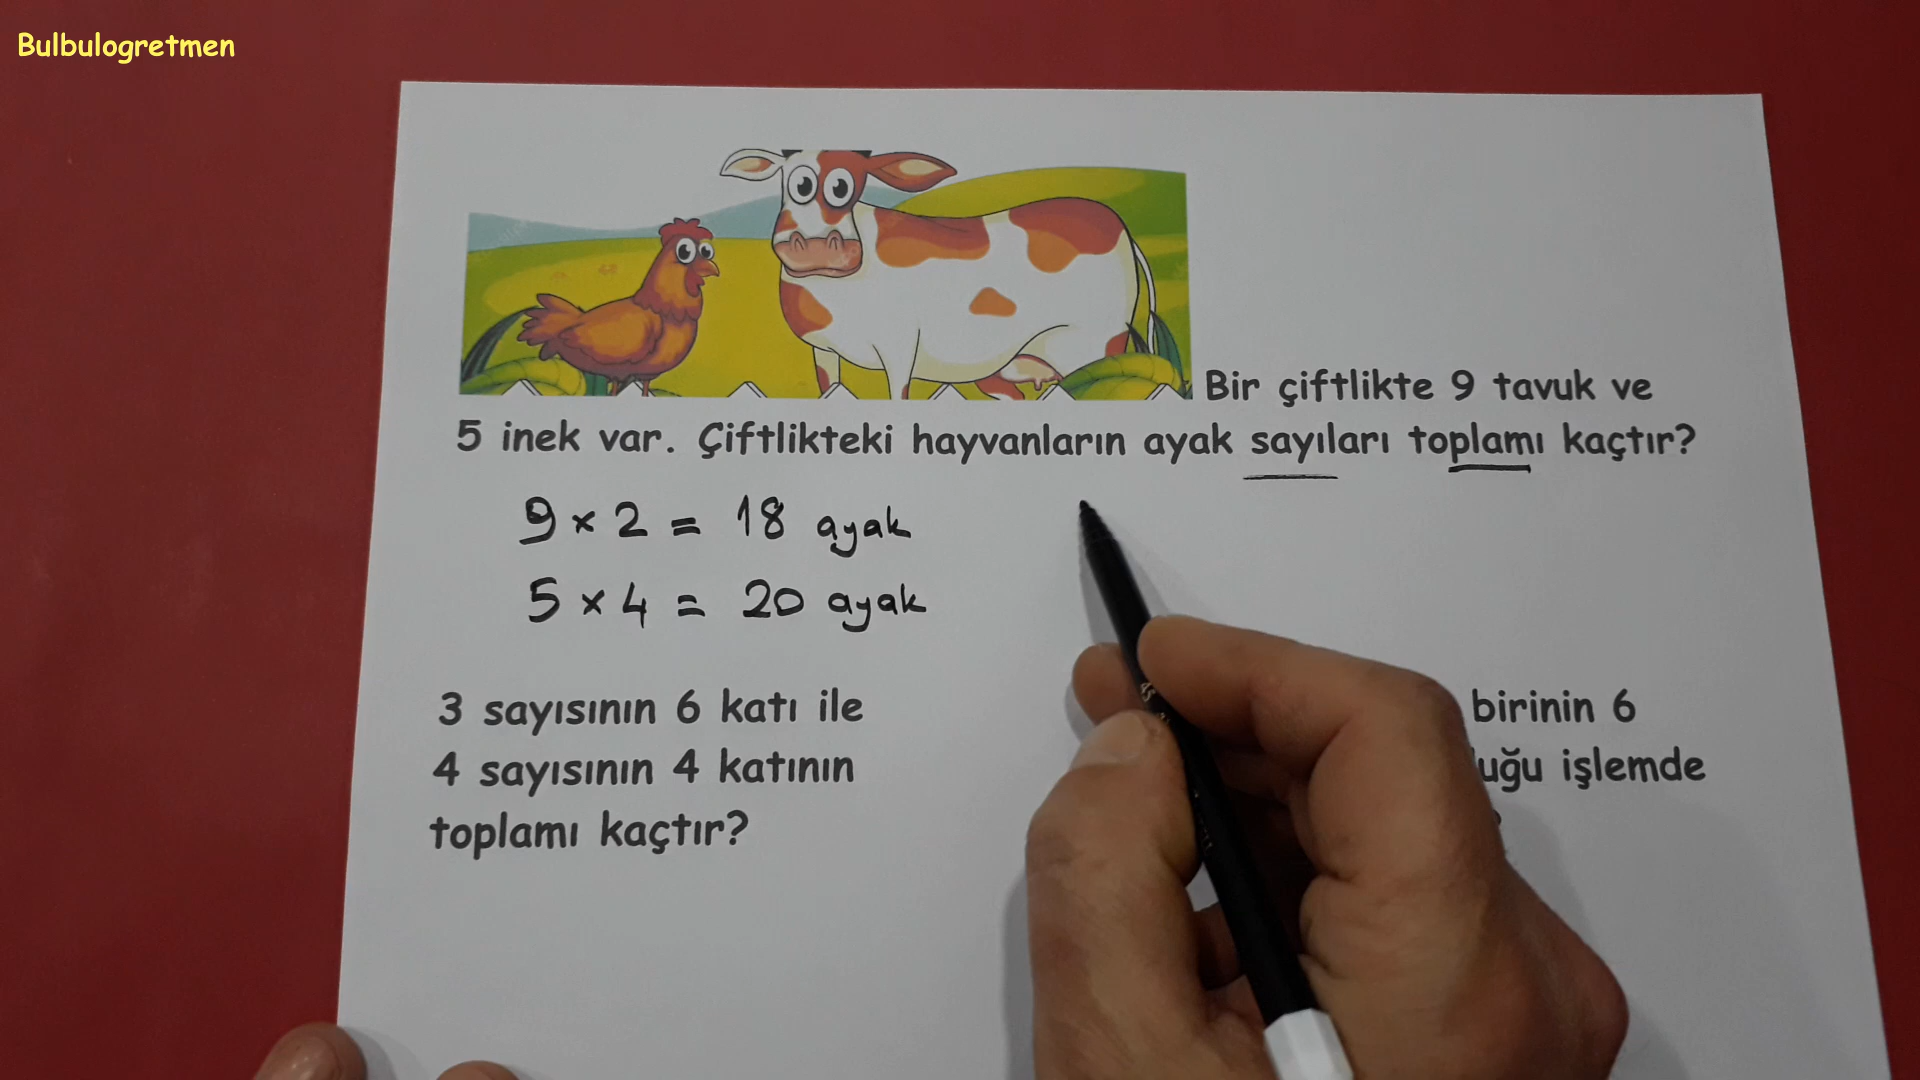 Bulbulogretmen
Bir çiftlikte 9 tavuk ve
5 inek var. Çiftlikteki hayvanların ayak sayıları toplamı kaçtır?
9 × 2 = 18 ayak
5 × 4 = 20 ayak
3 sayısının 6 katı ile
4 sayısının 4 katının
toplamı kaçtır?
birinin 6
işlemde